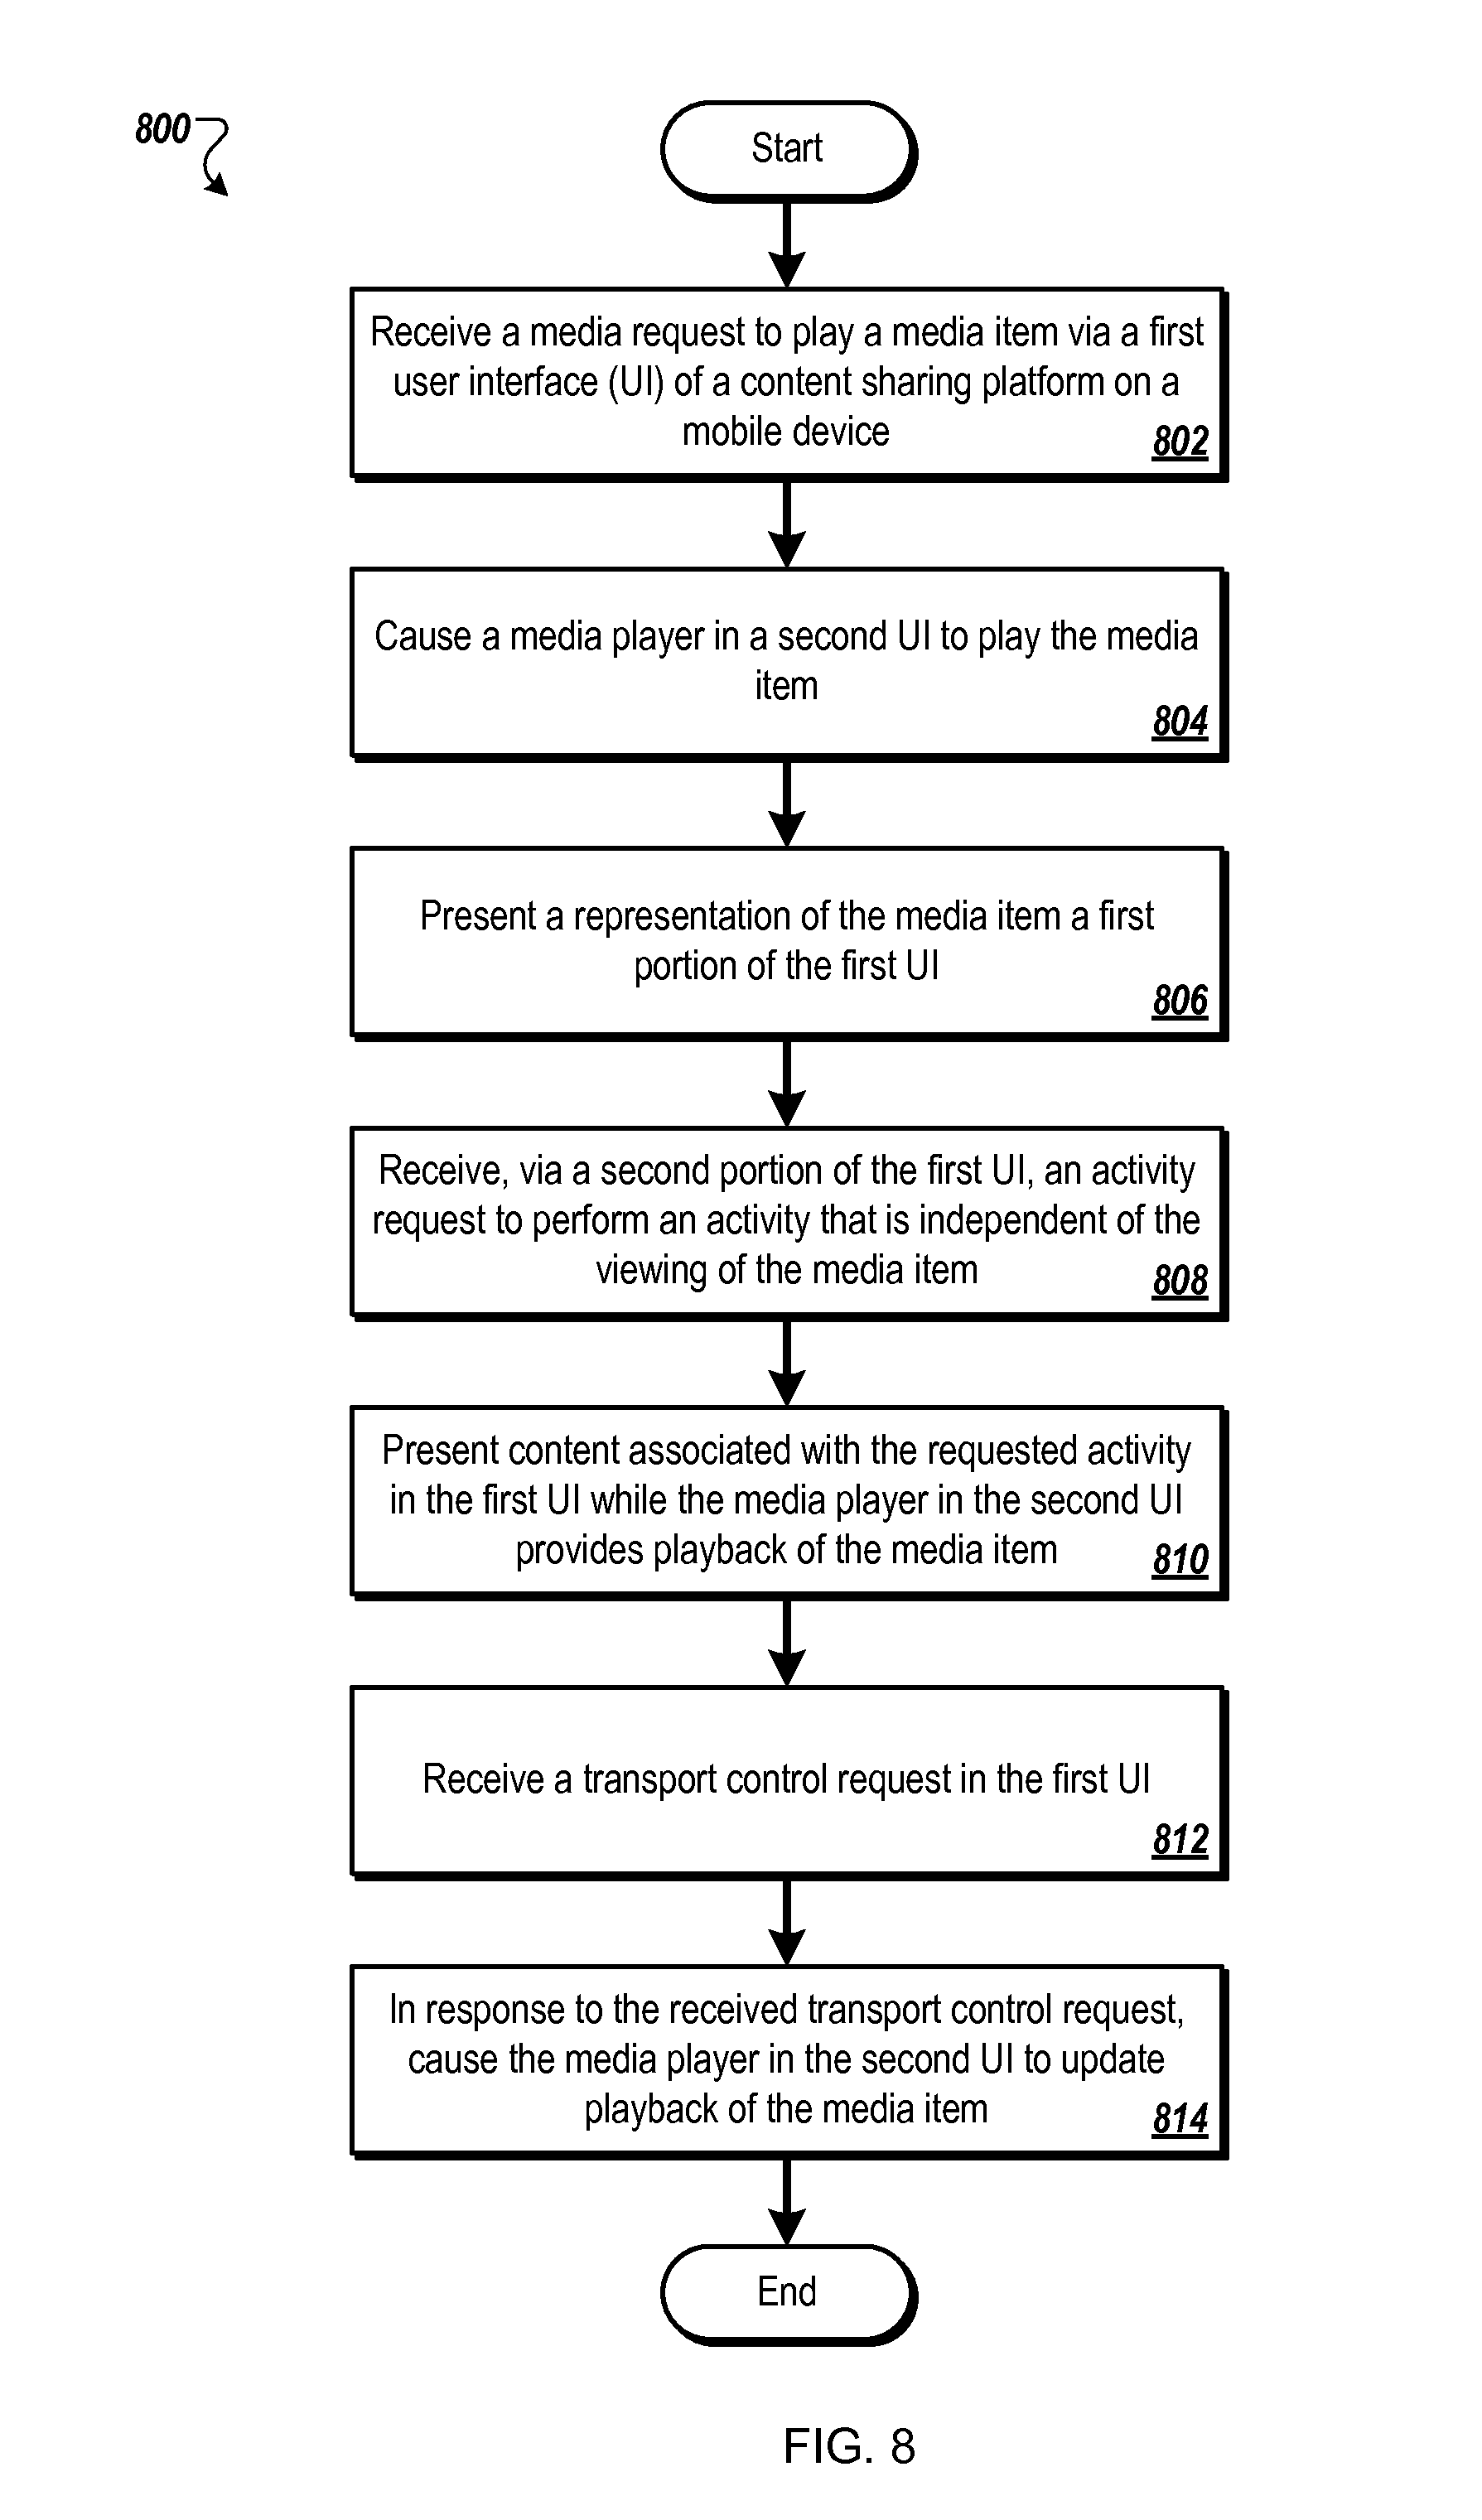 800
Start
Receive a media request to play a media item via a first
user interface (UI) of a content sharing platform on a
mobile device
802
Cause a media player in a second UI to play the media
item
804
Present a representation of the media item a first
portion of the first UI
806
Receive, via a second portion of the first UI, an activity
request to perform an activity that is independent of the
viewing of the media item
808
Present content associated with the requested activity
in the first UI while the media player in the second UI
provides playback of the media item
810
Receive a transport control request in the first UI
812
In response to the received transport control request,
cause the media player in the second UI to update
playback of the media item
814
End
FIG. 8